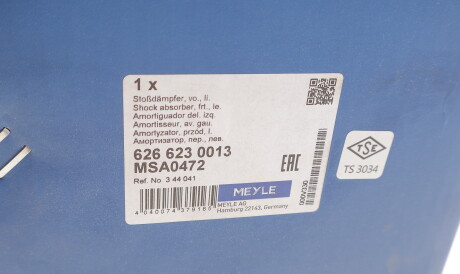 1 x
Stoßdämpfer, vo., li.
Shock absorber, frt., le.
Amortiguador del. izq.
Amortisseur, av. gau.
Amortyzator, przód, l.
Амортизатор, пер., лев.
626 623 0013
MSA0472
Ref. No 3 44 041
EAC
MEYLE
MEYLE AG
Hamburg 22143, Germany
4 040074 379165
000V23D
TSE
TS 3034